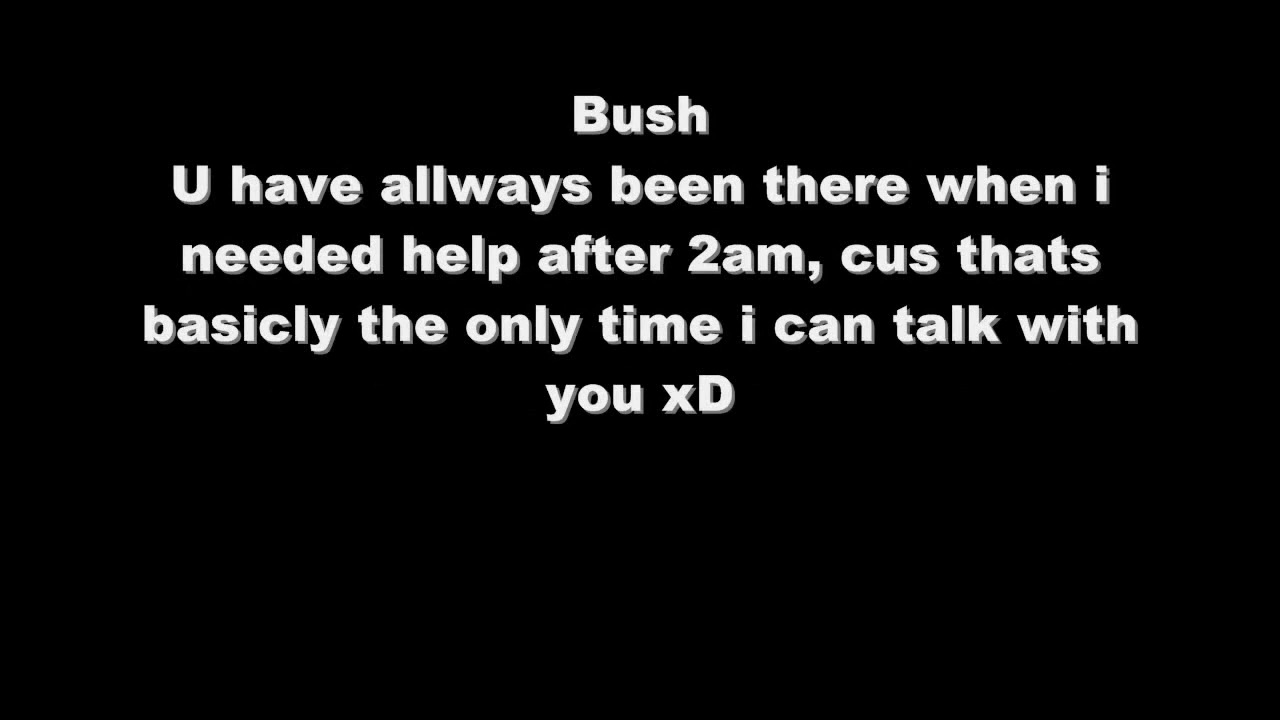 Bush
U have allways been there when i
needed help after 2am, cus thats
basicly the only time i can talk with
you xD